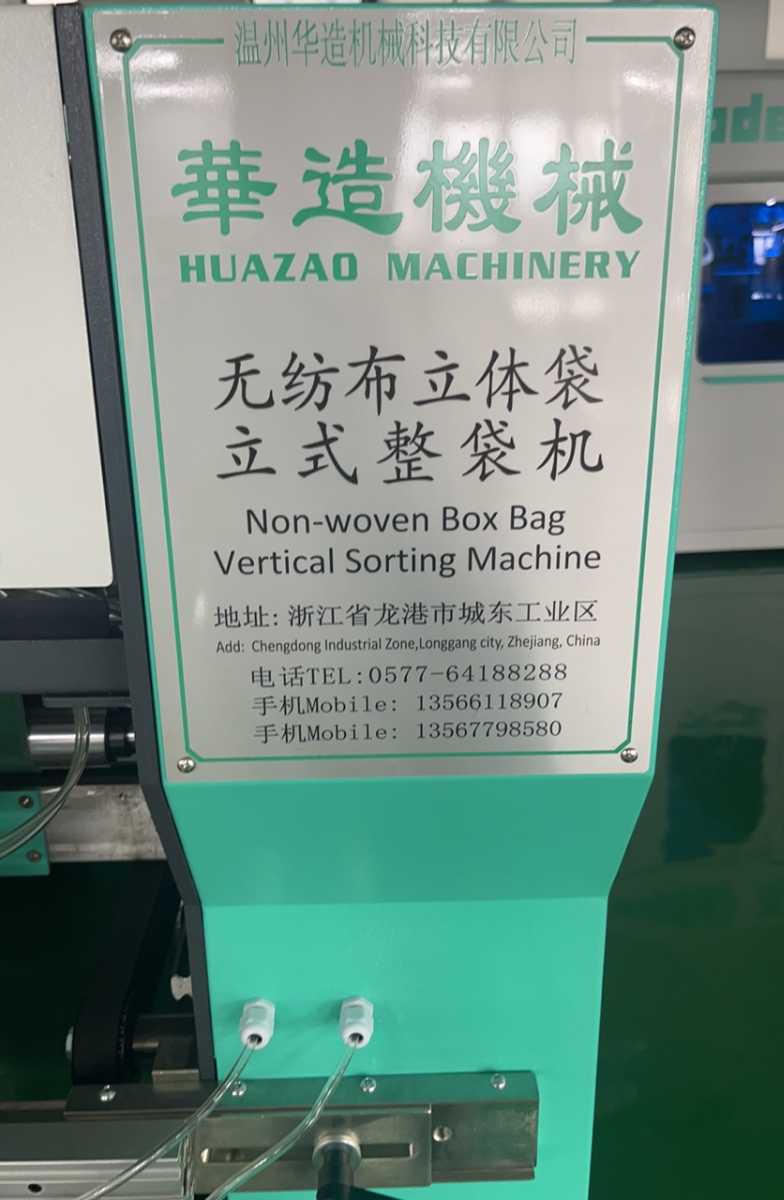 温州华造机械科技有限公司
華造機械
HUAZAO MACHINERY
无纺布立体袋
立式整袋机
Non-woven Box Bag
Vertical Sorting Machine
地址: 浙江省龙港市城东工业区
Add: Chengdong Industrial Zone,Longgang city, Zhejiang, China
电话TEL:0577-64188288
手机Mobile: 13566118907
手机Mobile: 13567798580